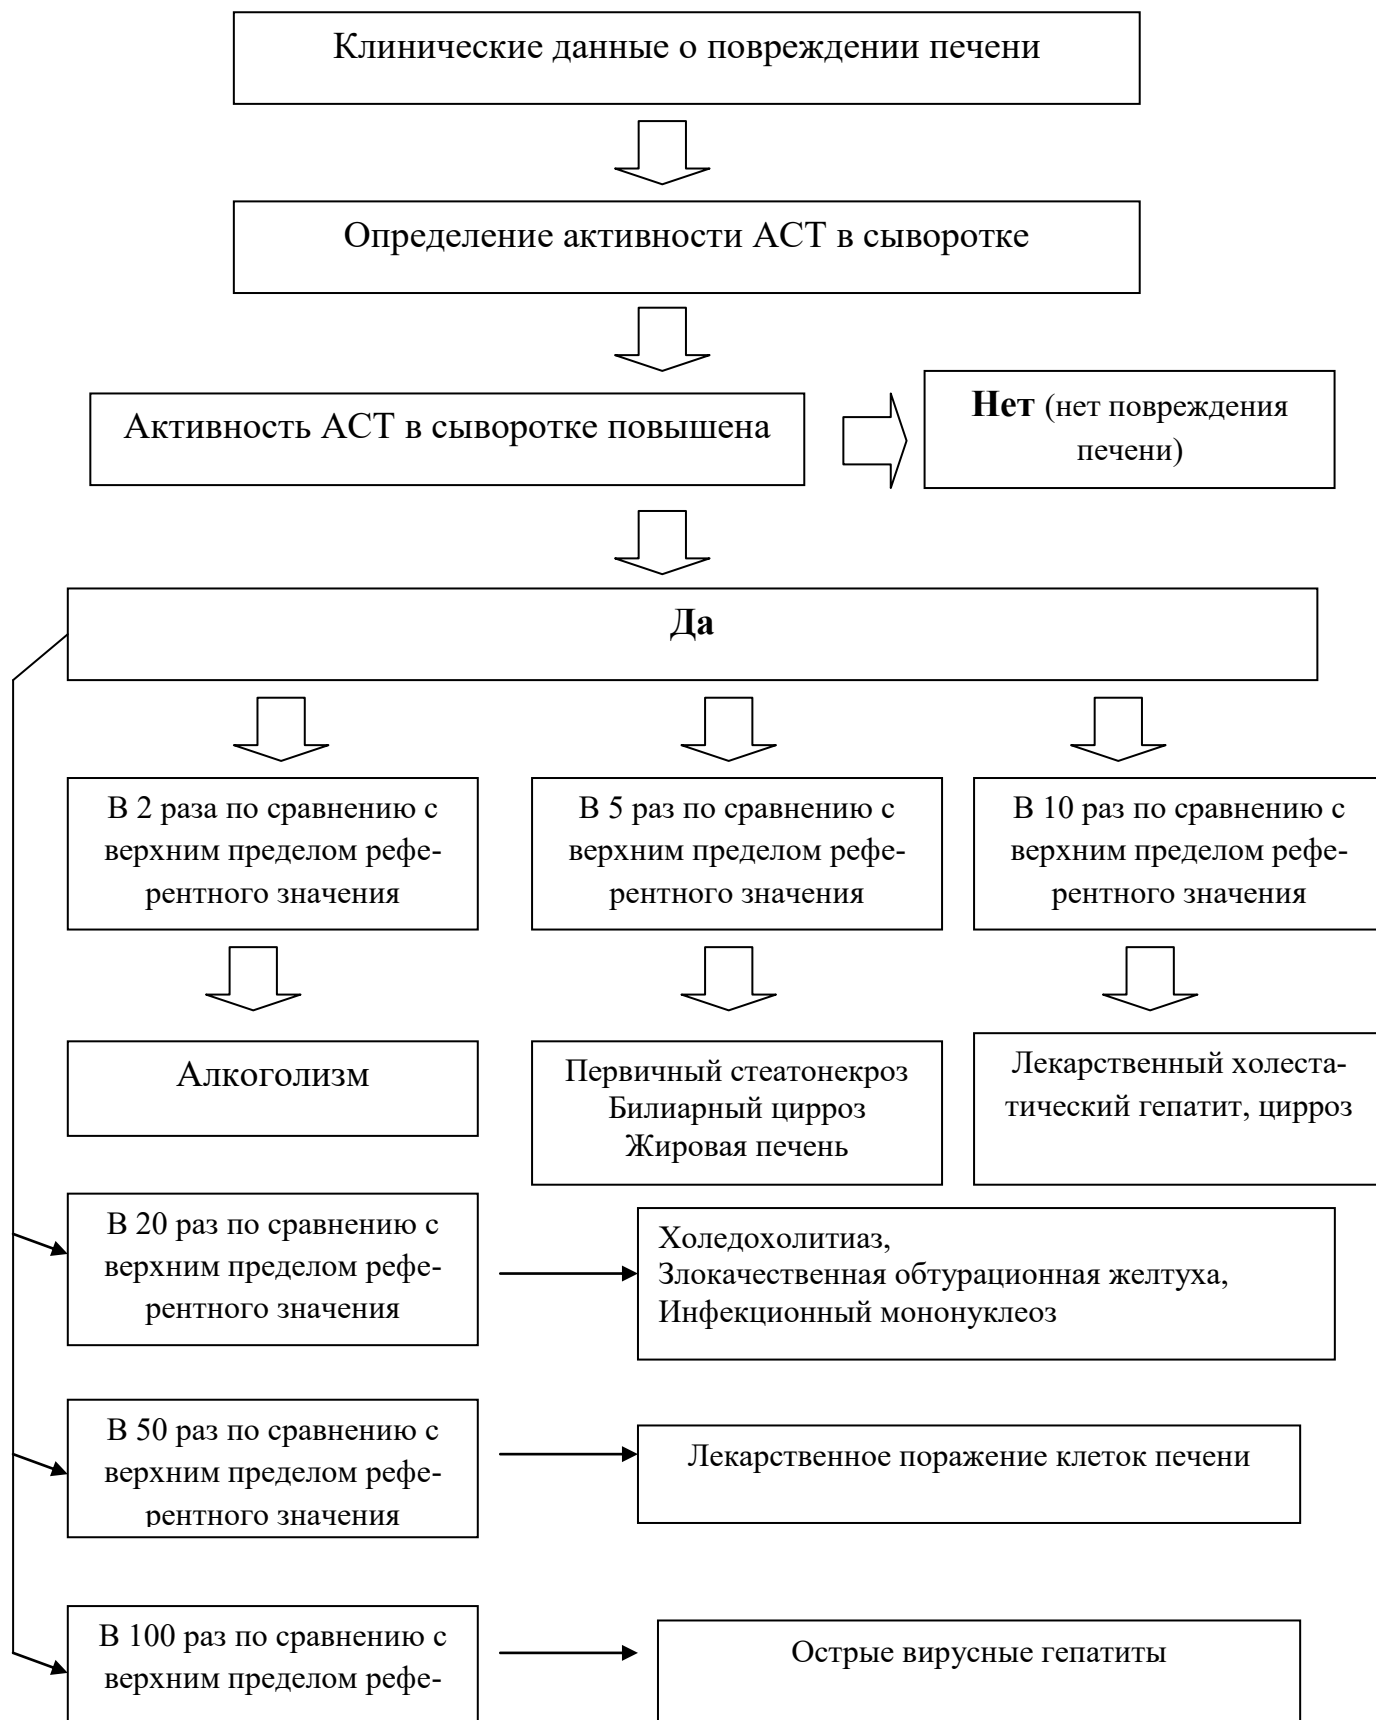 Клинические данные о повреждении печени
Определение активности АСТ в сыворотке
Активность АСТ в сыворотке повышена
Нет (нет повреждения
печени)
Да
В 2 раза по сравнению с
верхним пределом рефе-
рентного значения
В 5 раз по сравнению с
верхним пределом рефе-
рентного значения
В 10 раз по сравнению с
верхним пределом рефе-
рентного значения
Алкоголизм
Первичный стеатонекроз
Билиарный цирроз
Жировая печень
Лекарственный холеста-
тический гепатит, цирроз
В 20 раз по сравнению с
верхним пределом рефе-
рентного значения
Холедохолитиаз,
Злокачественная обтурационная желтуха,
Инфекционный мононуклеоз
В 50 раз по сравнению с
верхним пределом рефе-
рентного значения
Лекарственное поражение клеток печени
В 100 раз по сравнению с
верхним пределом рефе-
Острые вирусные гепатиты